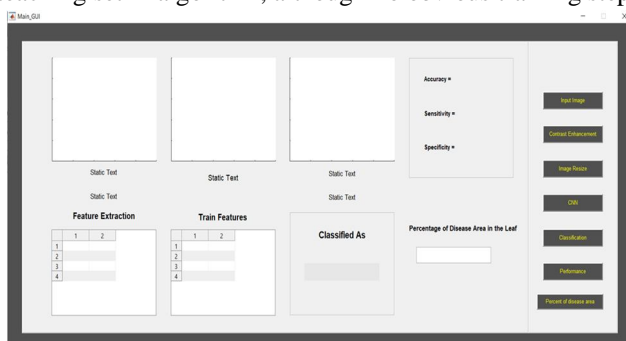 Main_GUI
Accuracy =
Sensitivity =
Specificity =
Static Text
Static Text
Static Text
Static Text
Static Text
Feature Extraction
Train Features
Classified As
Percentage of Disease Area in the Leaf
1 2
1
2
3
4
1 2
1
2
3
4
Input Image
Contrast Enhancement
Image Resize
CNN
Classification
Performance
Percent of disease area